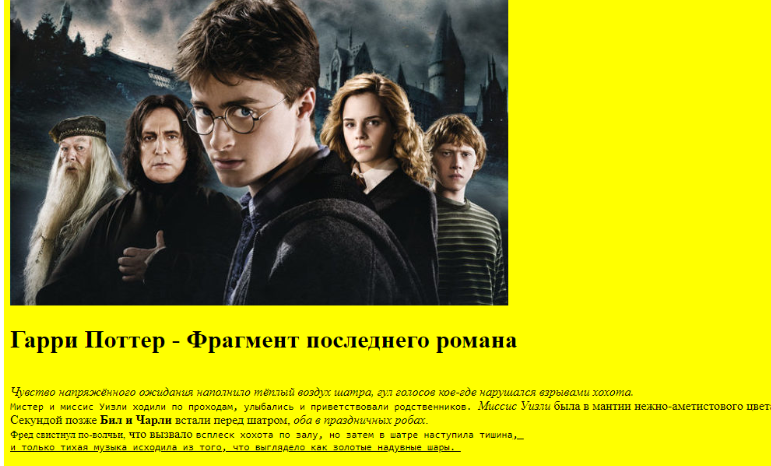 Гарри Поттер - Фрагмент последнего романа
Чувство напряжённого ожидания наполнило тёплый воздух шатра, гул голосов кое-где нарушался взрывами хохота.
Мистер и миссис Уизли ходили по проходам, улыбались и приветствовали родственников. Миссис Уизли была в мантии нежно-аметистового цвета
Секундой позже Бил и Чарли встали перед шатром, оба в праздничных робах.
Фред свистнул по-волчьи, что вызвало всплеск хохота по залу, но затем в шатре наступила тишина,
и только тихая музыка исходила из того, что выглядело как золотые надувные шары.